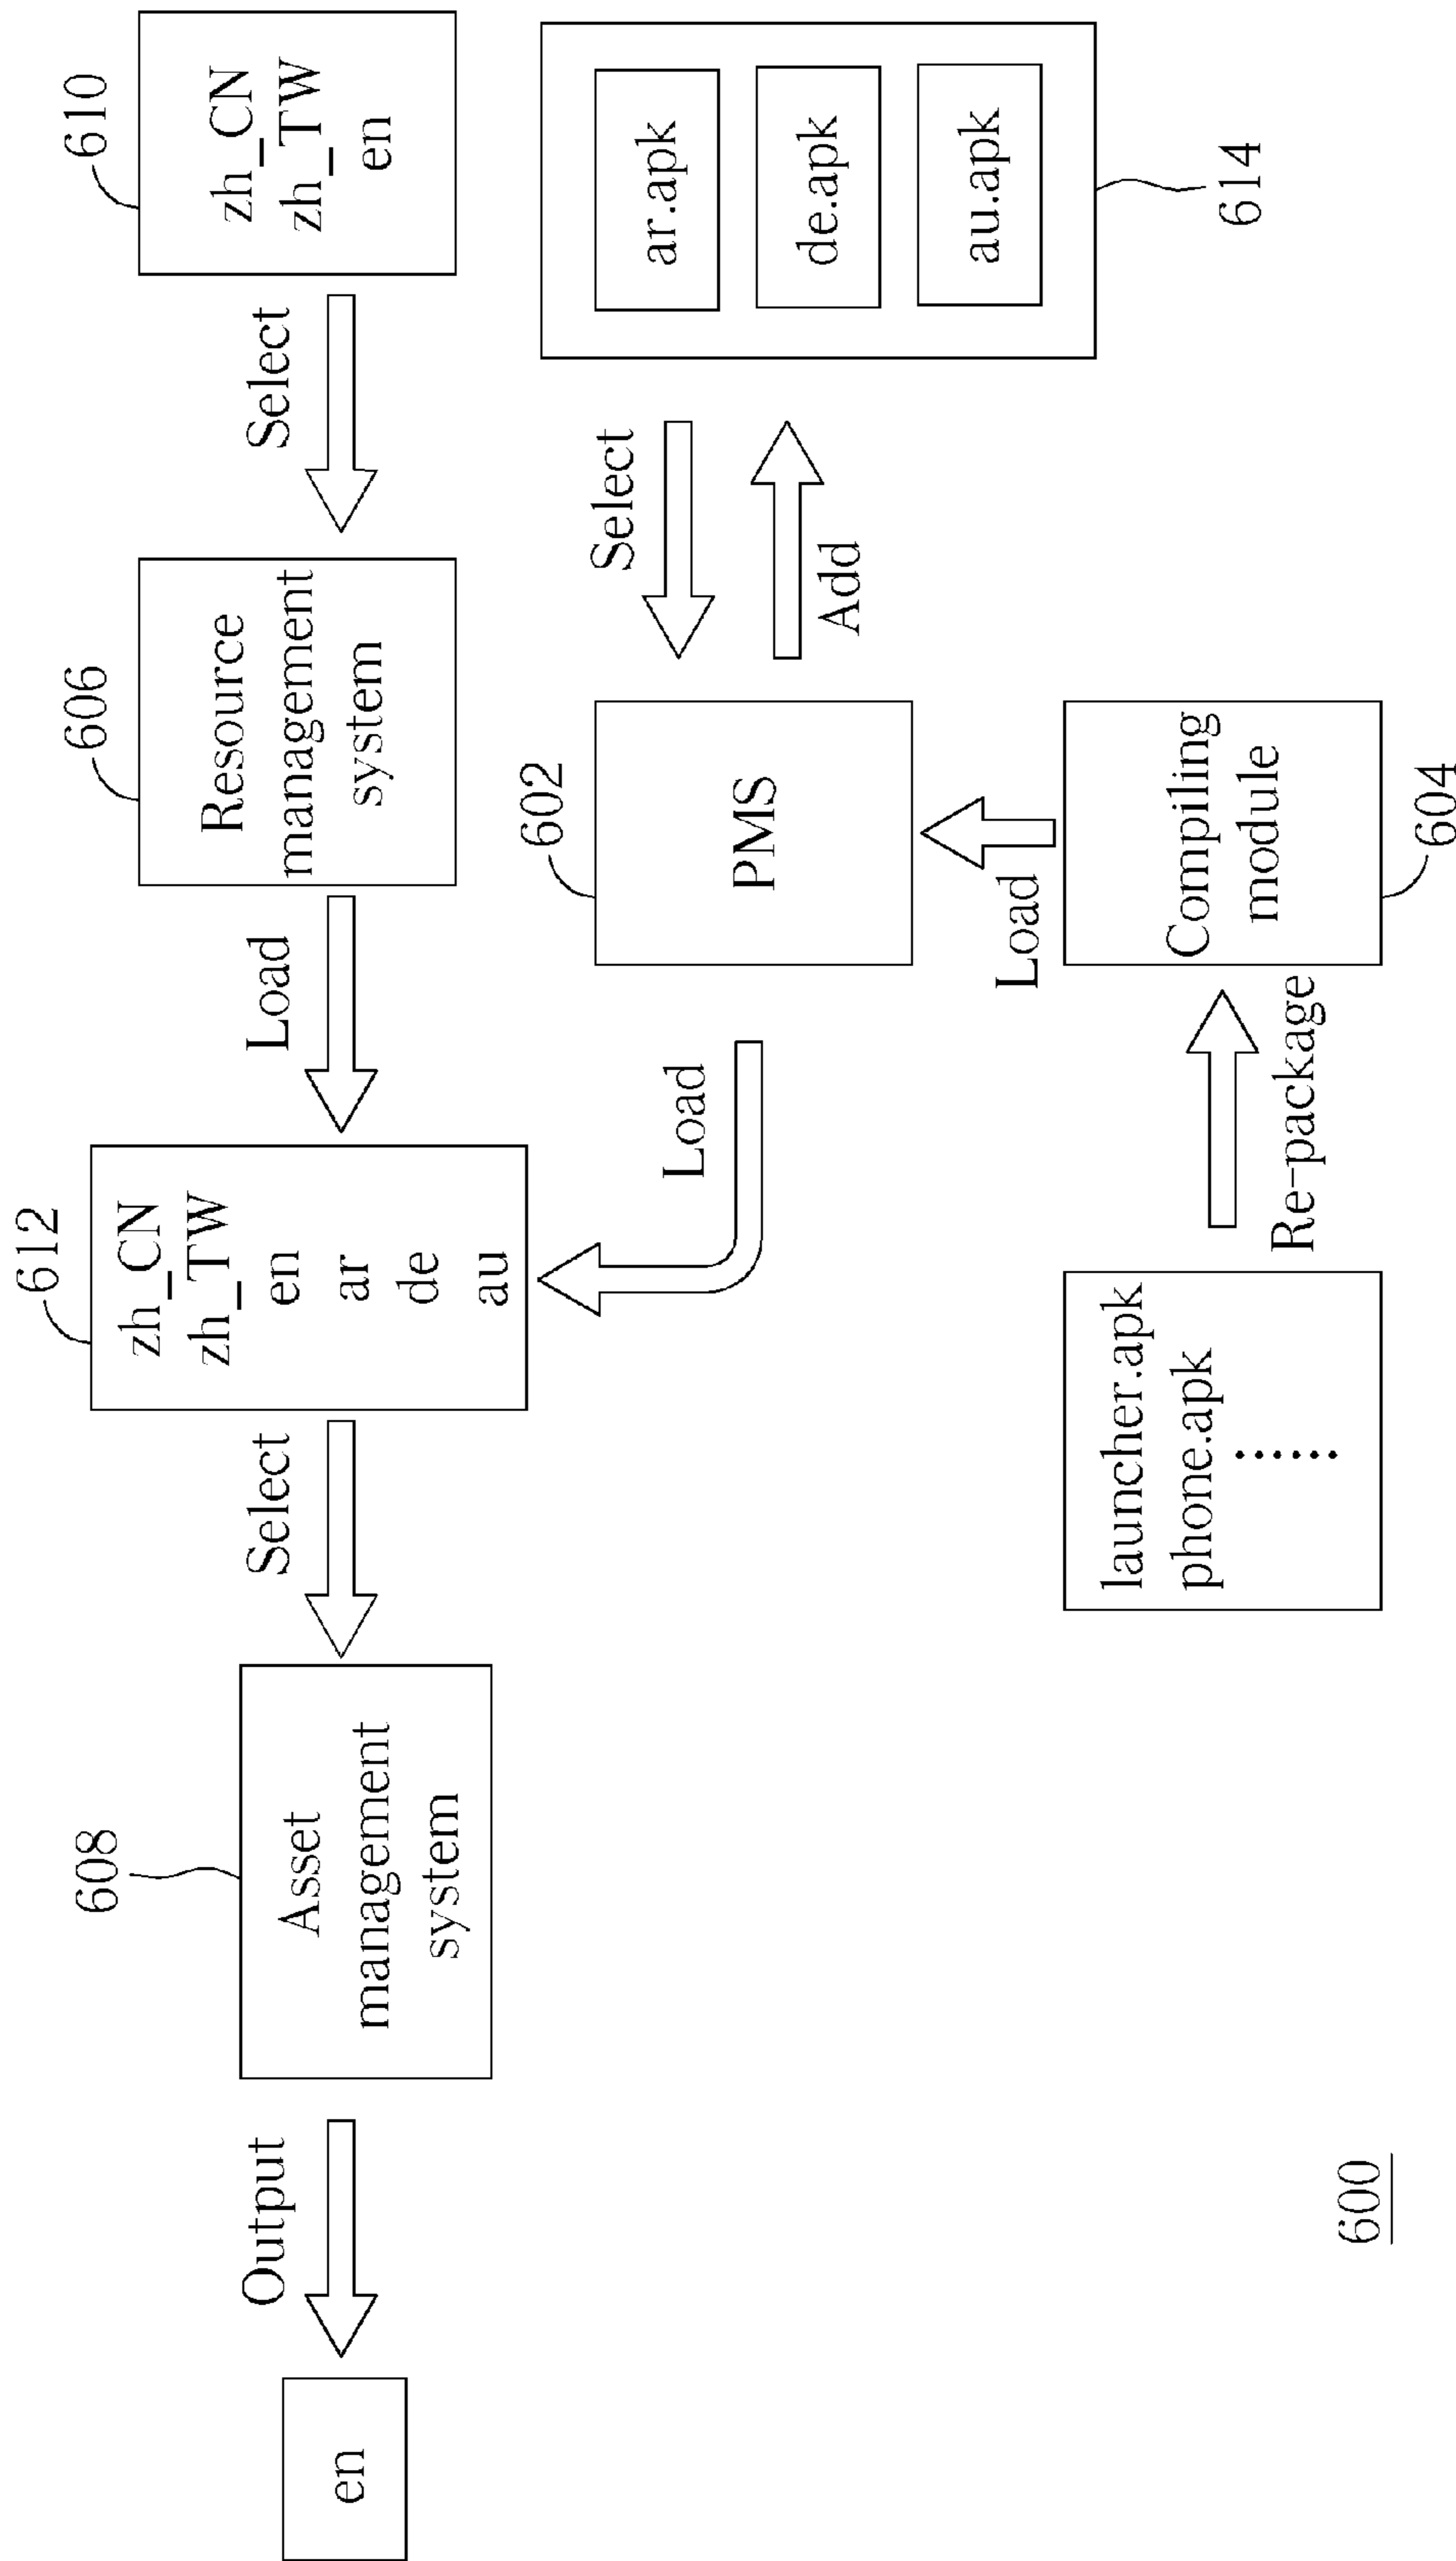 608
612
606
610
Output
Select
Load
Select
en
Asset
management
system
zh_CN
zh_TW
en
ar
de
au
Resource
management
system
zh_CN
zh_TW
en
602
Load
PMS
Select
Add
ar.apk
de.apk
au.apk
614
Load
launcher.apk
phone.apk
......
Re-package
Compiling
module
604
600